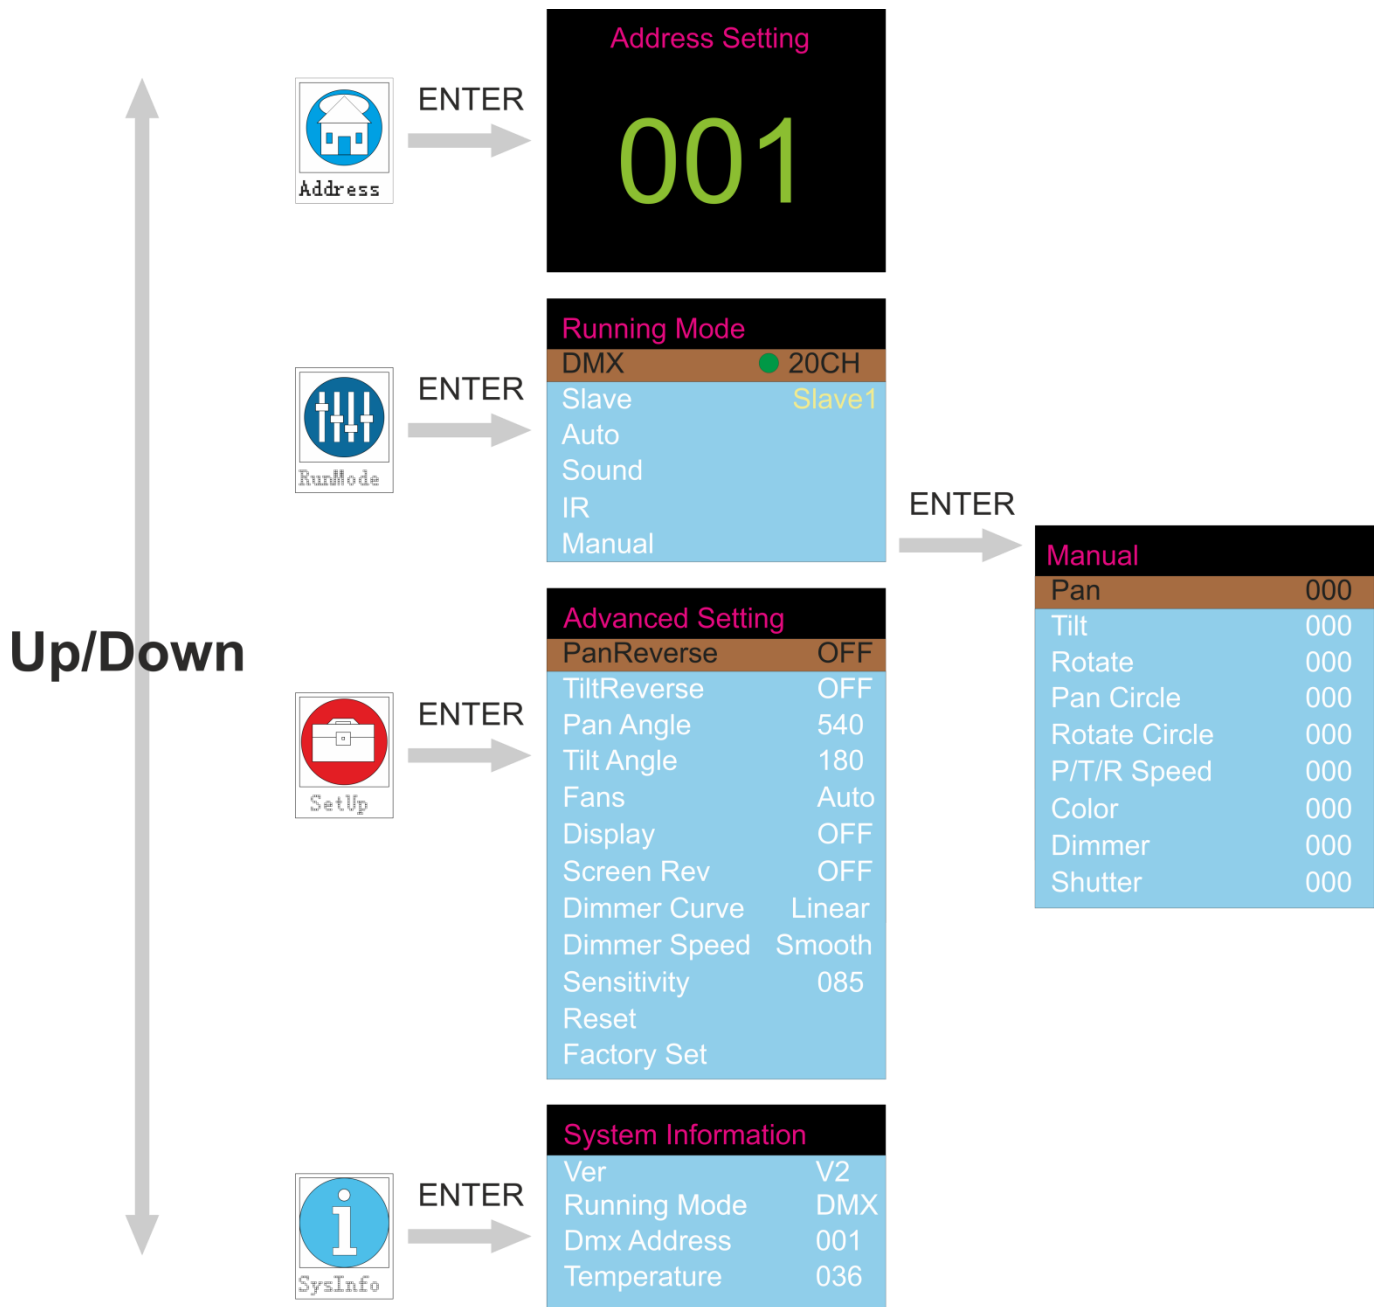 Up/Down
Address
ENTER
Address Setting
001
RunMode
ENTER
Running Mode
DMX 20CH
Slave Slave1
Auto
Sound
IR
Manual
ENTER
Manual
Pan 000
Tilt 000
Rotate 000
Pan Circle 000
Rotate Circle 000
P/T/R Speed 000
Color 000
Dimmer 000
Shutter 000
SetUp
ENTER
Advanced Setting
PanReverse OFF
TiltReverse OFF
Pan Angle 540
Tilt Angle 180
Fans Auto
Display OFF
Screen Rev OFF
Dimmer Curve Linear
Dimmer Speed Smooth
Sensitivity 085
Reset
Factory Set
SysInfo
ENTER
System Information
Ver V2
Running Mode DMX
Dmx Address 001
Temperature 036